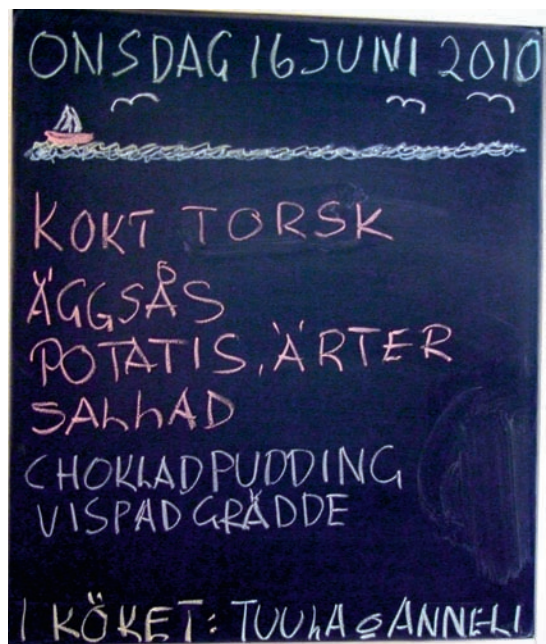 ONSDAG 16 JUNI 2010
KOKT TORSK
ÄGGSÅS
POTATIS, ÄRTER
SALLAD
CHOKLADPUDDING
VISPAD GRÄDDE
I KÖKET: TUULA & ANNELI